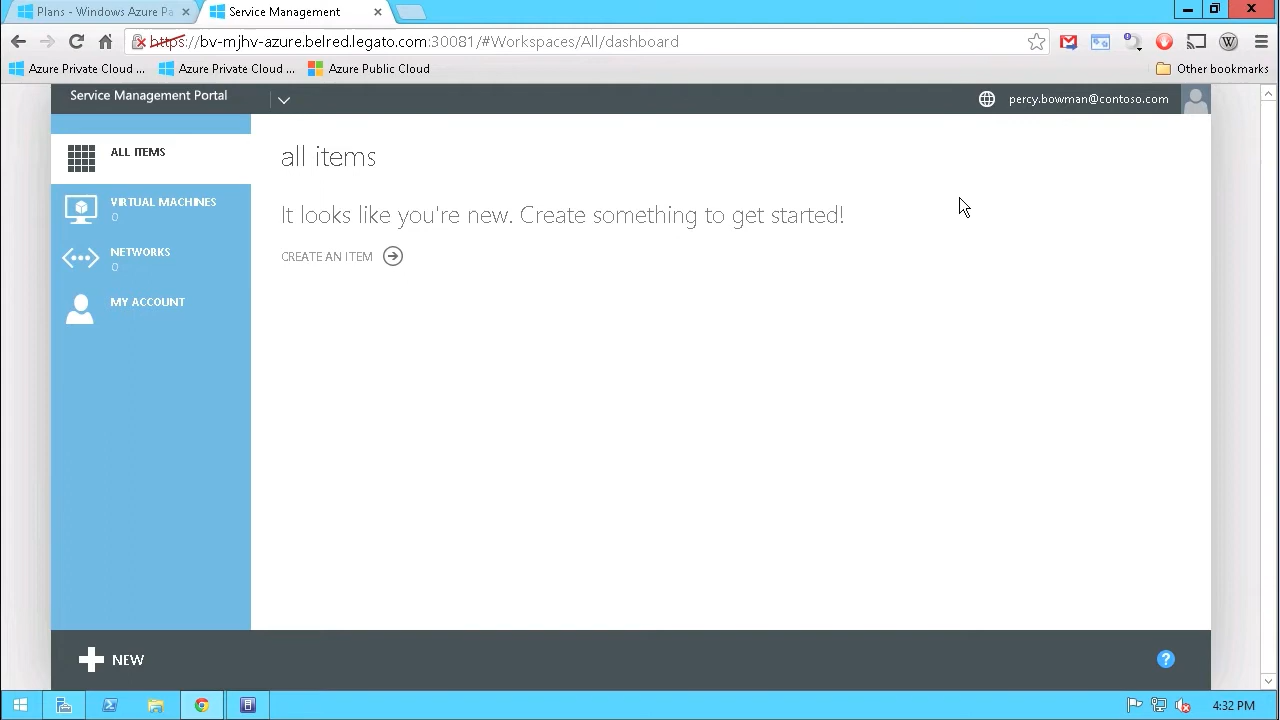 Plans - Windows Azure Pa
Service Management
https://bv-mjhv-azure.belred.legato.com:30081/#Workspaces/All/dashboard
Azure Private Cloud ...
Azure Private Cloud ...
Azure Public Cloud
Other bookmarks
Service Management Portal
percy.bowman@contoso.com
ALL ITEMS
VIRTUAL MACHINES
0
NETWORKS
0
MY ACCOUNT
all items
It looks like you're new. Create something to get started!
CREATE AN ITEM
NEW
?
4:32 PM